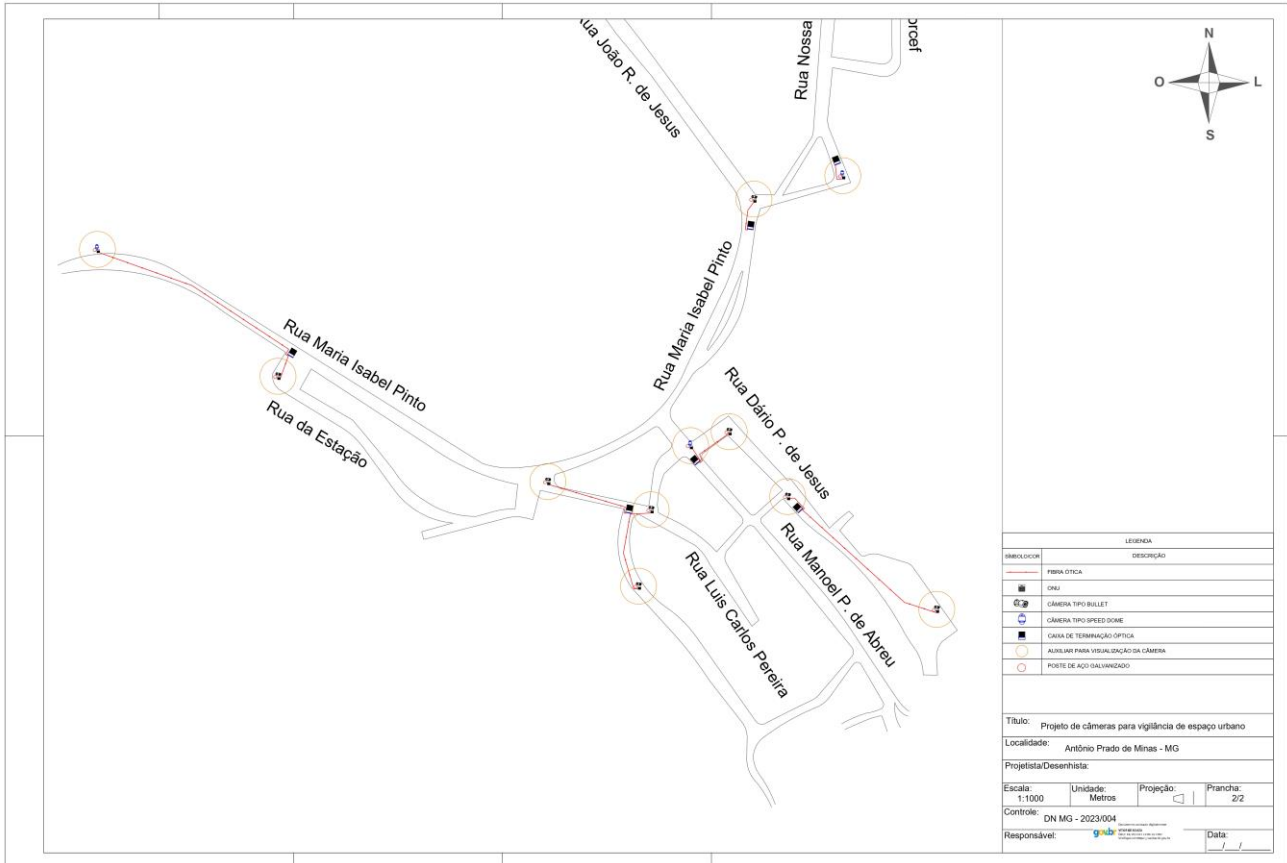 Rua João R. de Jesus
Rua Nossa
orcef
N
O
L
S
Rua Maria Isabel Pinto
Rua Maria Isabel Pinto
Rua da Estação
Rua Dário P. de Jesus
Rua Manoel P. de Abreu
Rua Luis Carlos Pereira
LEGENDA
SÍMBOLO/COR DESCRIÇÃO
FIBRA ÓTICA
ONU
CÂMERA TIPO BULLET
CÂMERA TIPO SPEED DOME
CAIXA DE TERMINAÇÃO ÓPTICA
AUXILIAR PARA VISUALIZAÇÃO DA CÂMERA
POSTE DE AÇO GALVANIZADO
Título: Projeto de câmeras para vigilância de espaço urbano
Localidade: Antônio Prado de Minas - MG
Projetista/Desenhista:
Escala: Unidade: Projeção: Prancha:
1:1000 Metros 2/2
Controle: DN MG - 2023/004
Responsável: Data:
gov.br
__/__/____